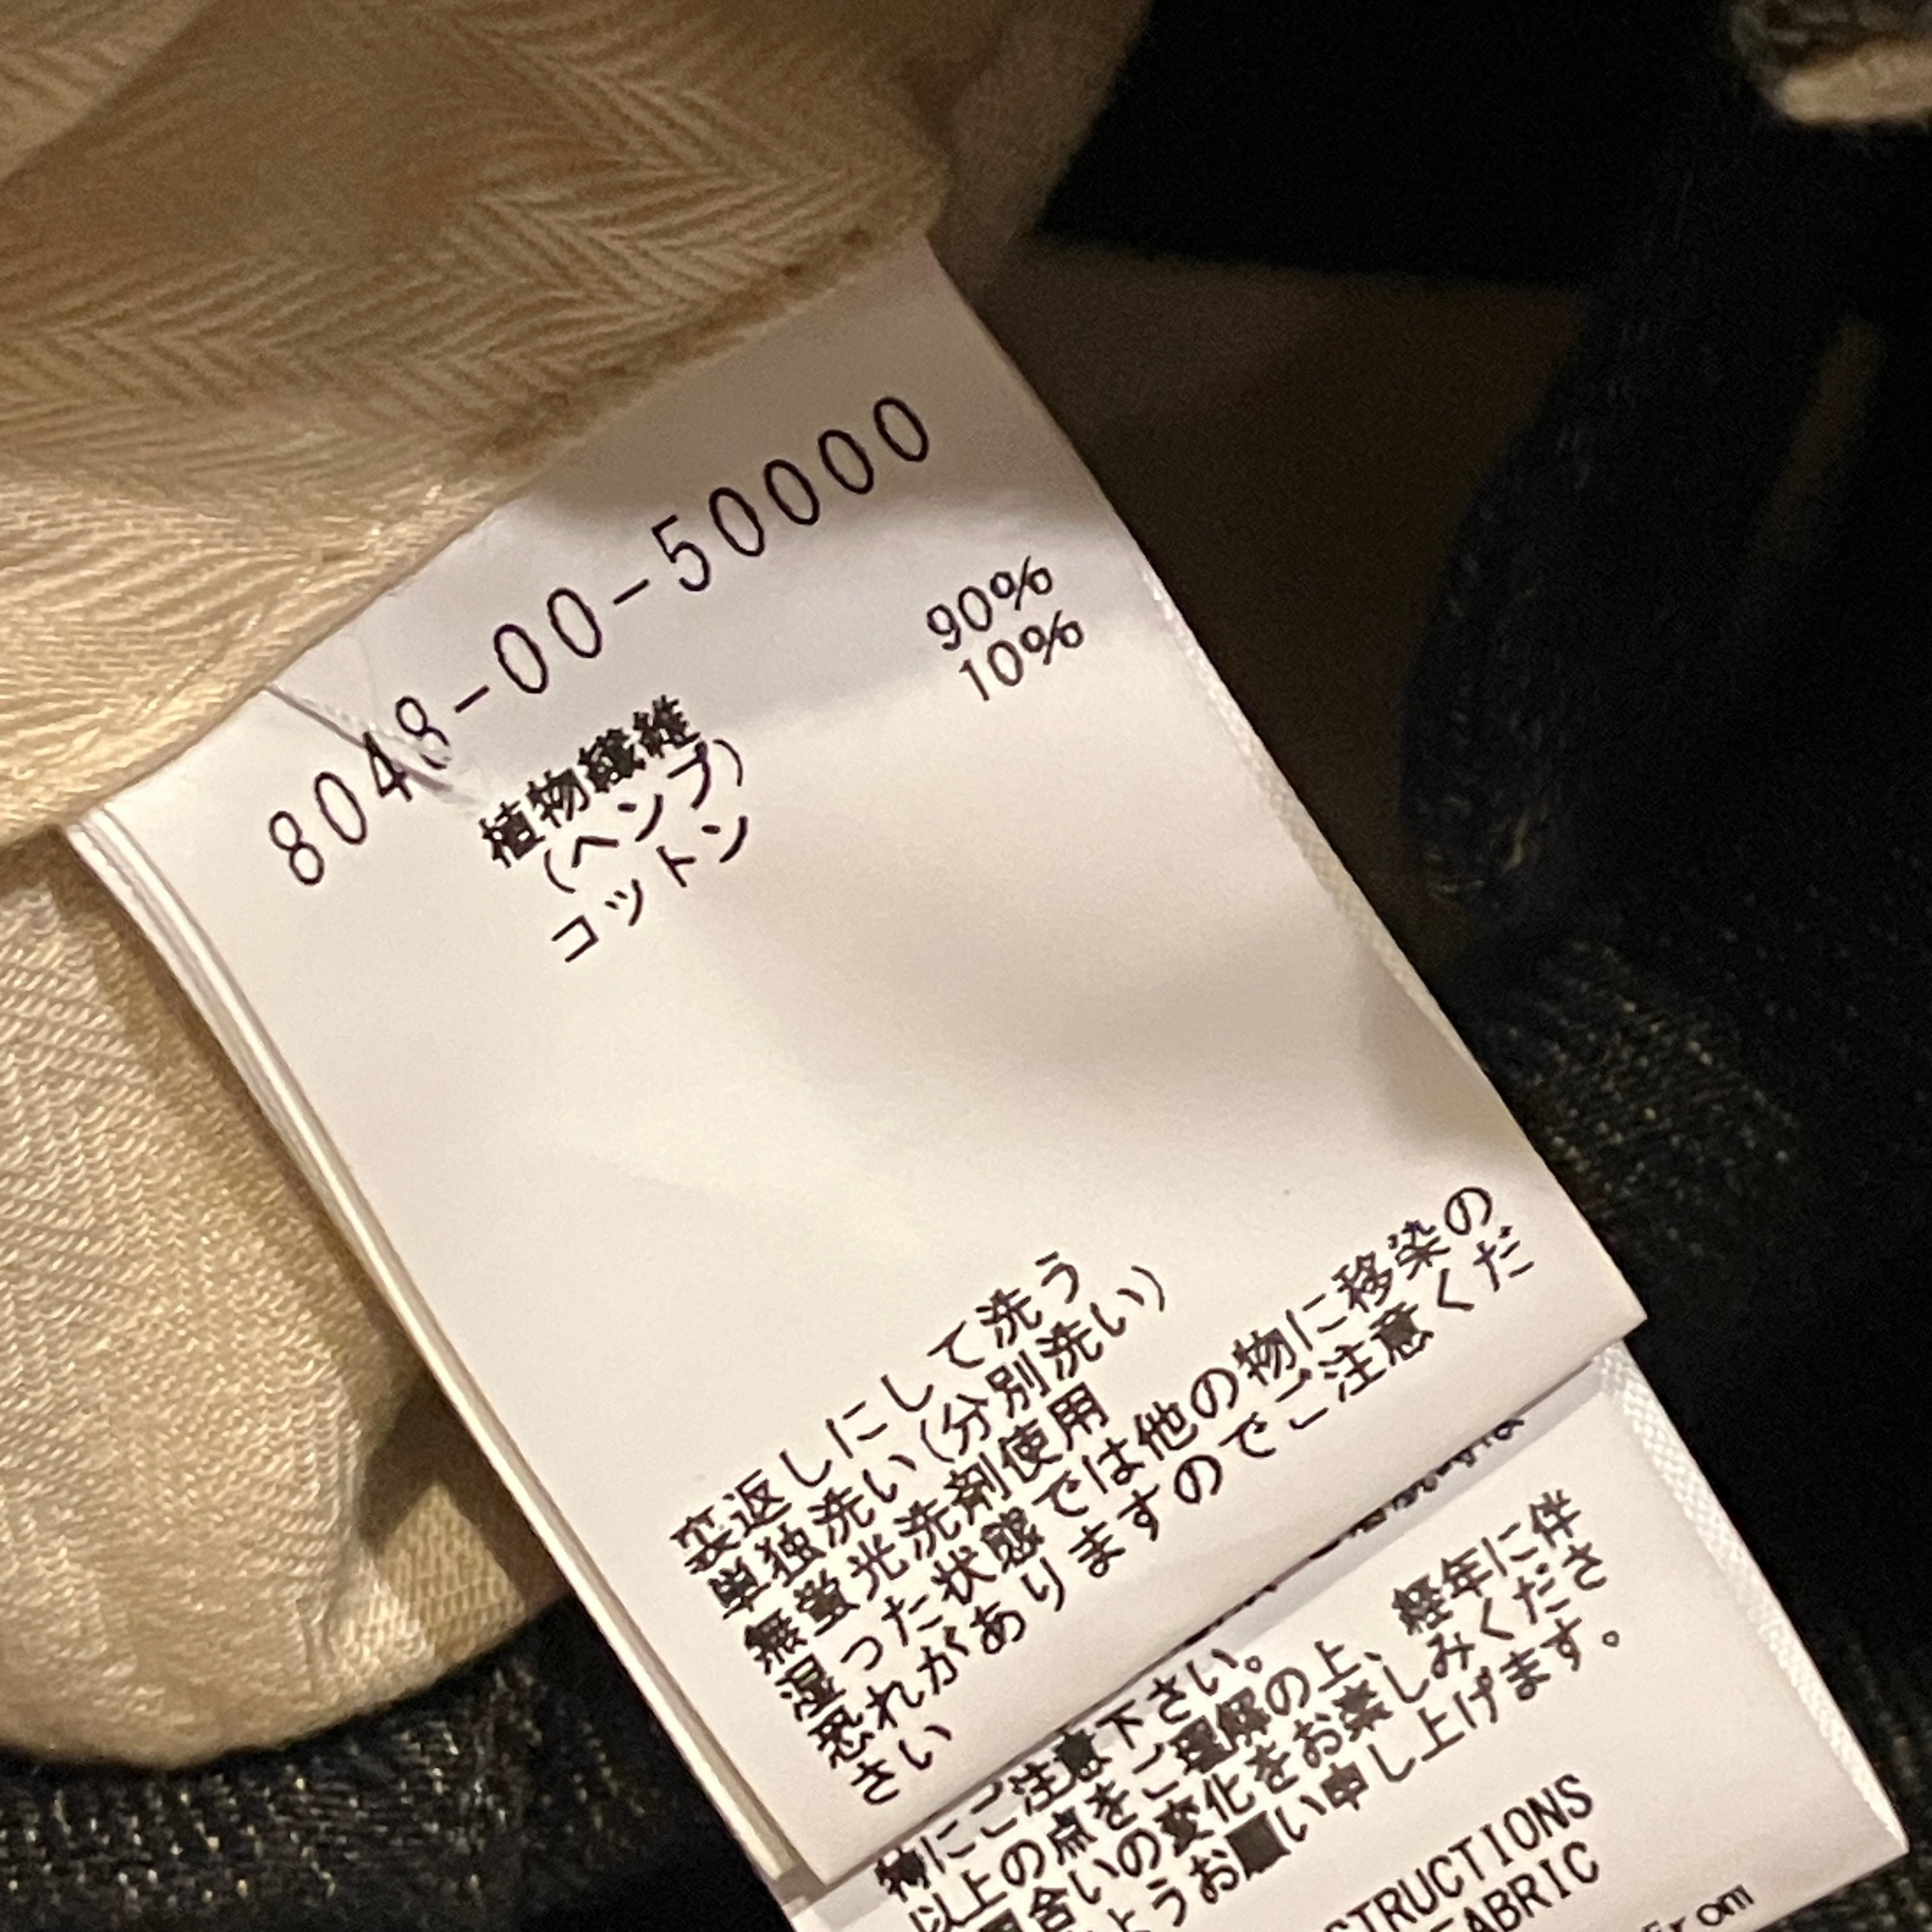 8048-00-50000
植物繊維 90%
(ヘンプ) 10%
コットン
裏返しにして洗う
単独洗い(分別洗い)
無蛍光洗剤使用
湿った状態では他の物に移染の
恐れがありますのでご注意くだ
さい
特にご注意下さい。
以上の点をご理解の上、経年に伴
風合いの変化をお楽しみくださ
ようお願い申し上げます。
STRUCTIONS
FABRIC